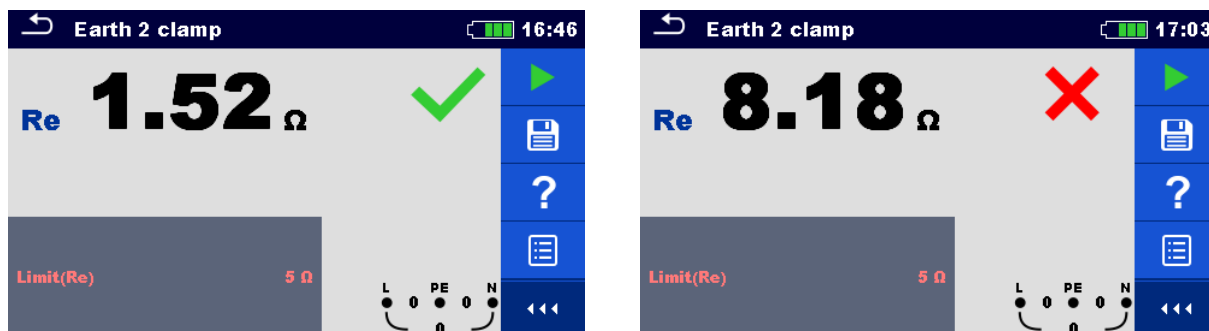 Earth 2 clamp 16:46
Re 1.52 Ω
?
Limit(Re) 5 Ω
L PE N
0 0
0
Earth 2 clamp 17:03
Re 8.18 Ω
?
Limit(Re) 5 Ω
L PE N
0 0
0